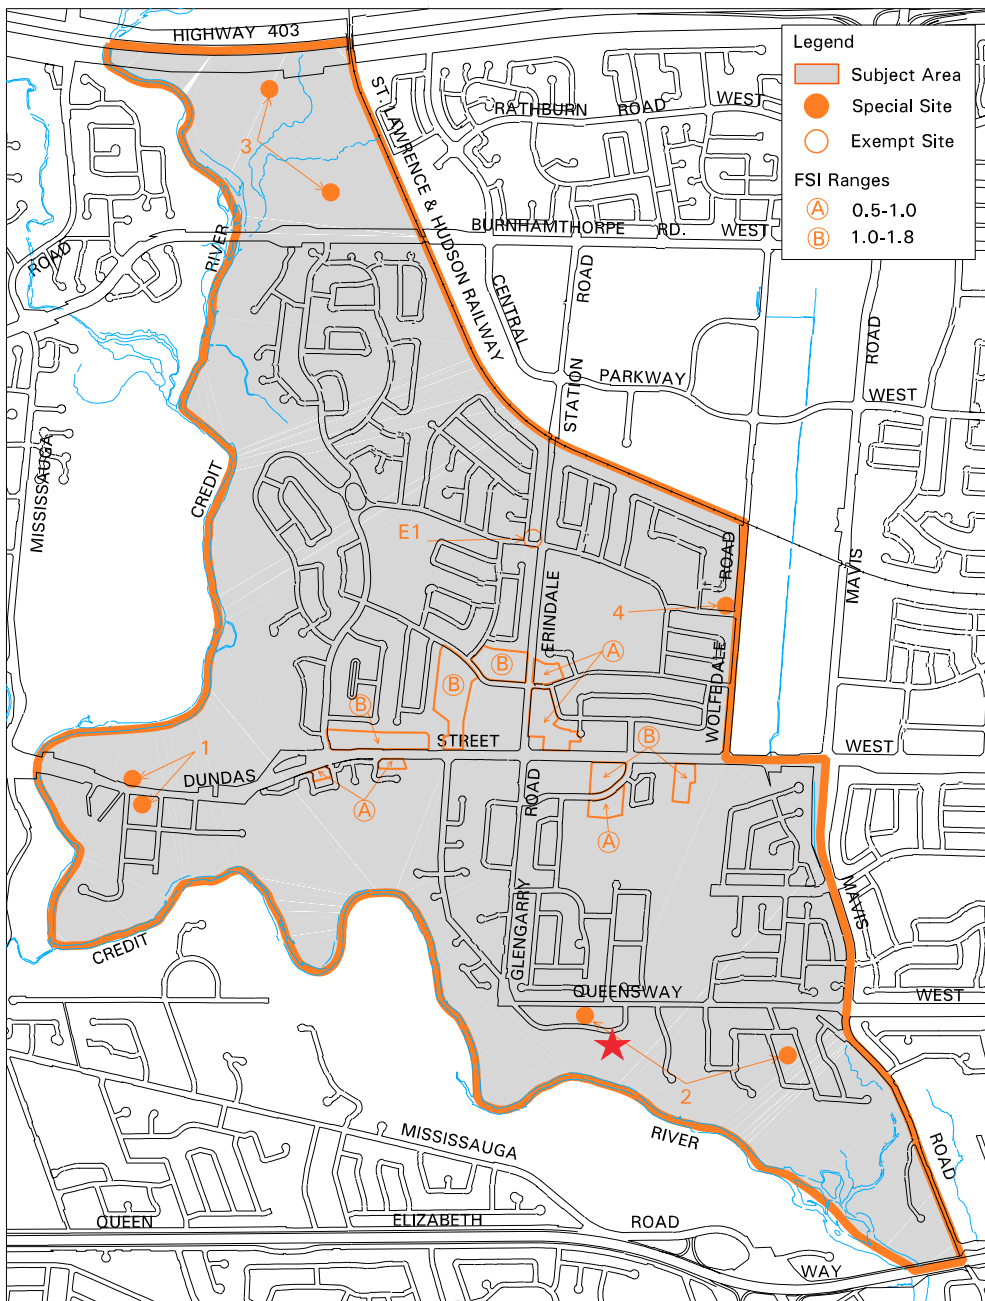 HIGHWAY 403
Legend
Subject Area
Special Site
Exempt Site
FSI Ranges
A 0.5-1.0
B 1.0-1.8
ST. LAWRENCE & HUDSON RAILWAY
RATHBURN ROAD WEST
3
BURNHAMTHORPE RD. WEST
ROAD
RIVER
CENTRAL
ROAD
ROAD
PARKWAY
WEST
STATION
MISSISSAUGA
CREDIT
E1
ROAD
MAVIS
ERINDALE
4
A
B
B
WOLFEDALE
B
STREET
B
WEST
1
DUNDAS
ROAD
A
A
MAVIS
GLENGARRY
CREDIT
QUEENSWAY
WEST
2
MISSISSAUGA
RIVER
ROAD
QUEEN
ELIZABETH
ROAD
WAY